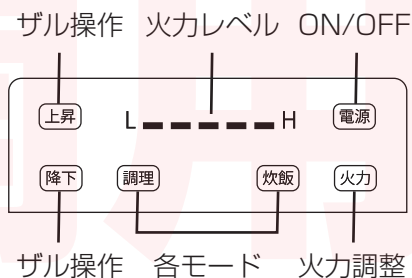 ザル操作 火力レベル ON/OFF
上昇 L H 電源
降下 調理 炊飯 火力
ザル操作 各モード 火力調整